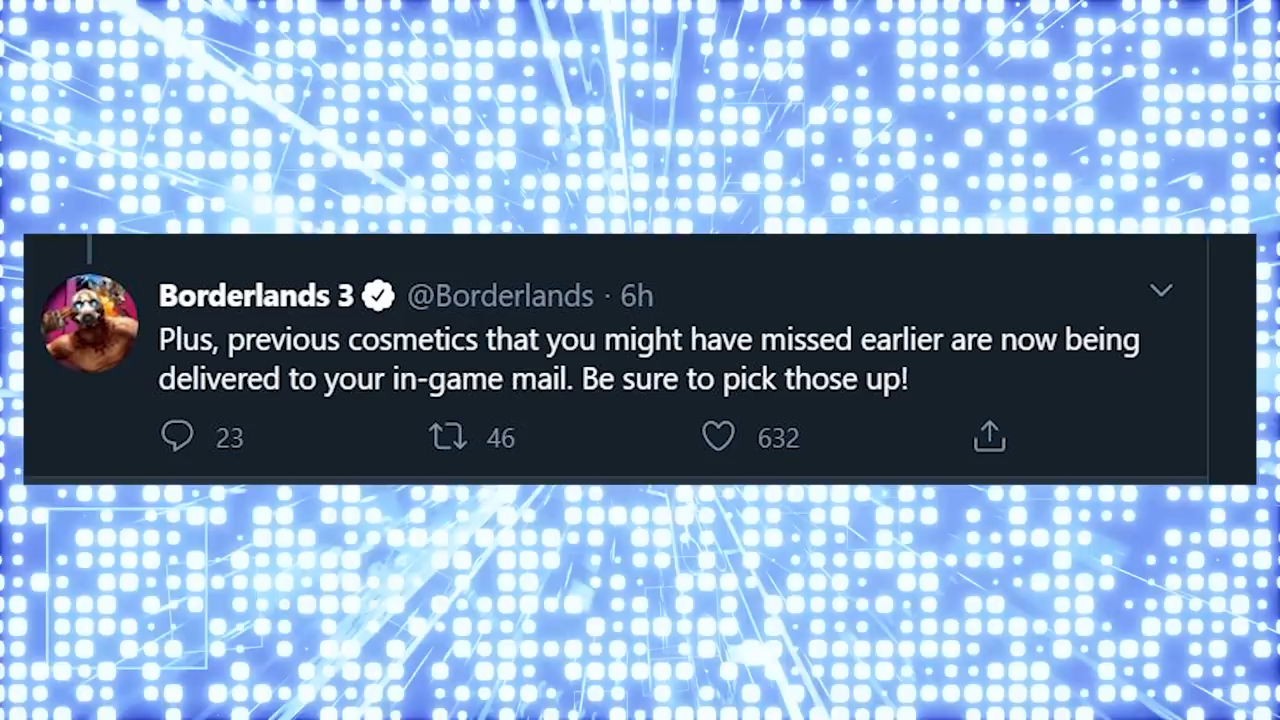 Borderlands 3 @Borderlands · 6h
Plus, previous cosmetics that you might have missed earlier are now being
delivered to your in-game mail. Be sure to pick those up!
23 46 632